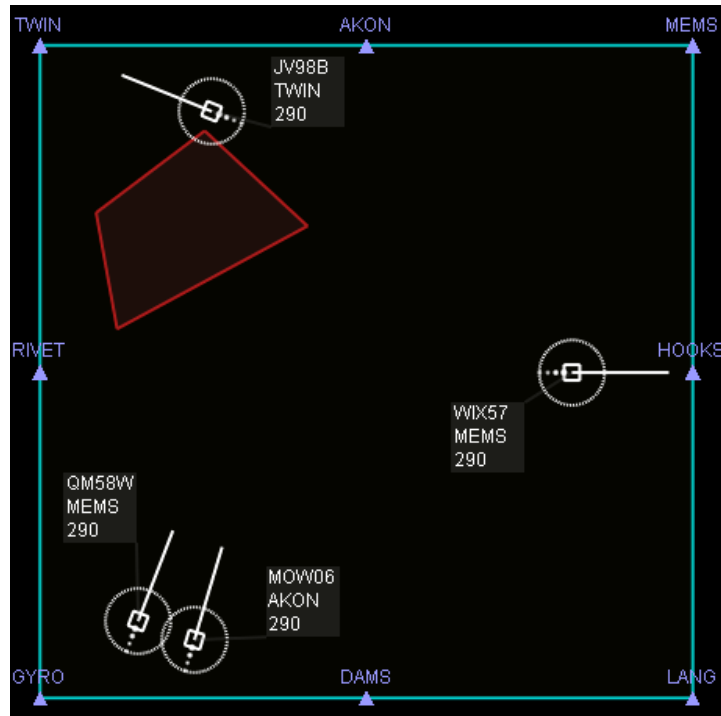 TWIN
AKON
MEMS
JV98B
TWIN
290
RIVET
HOOKS
WIX57
MEMS
290
QM58W
MEMS
290
MOW06
AKON
290
GYRO
DAMS
LANG